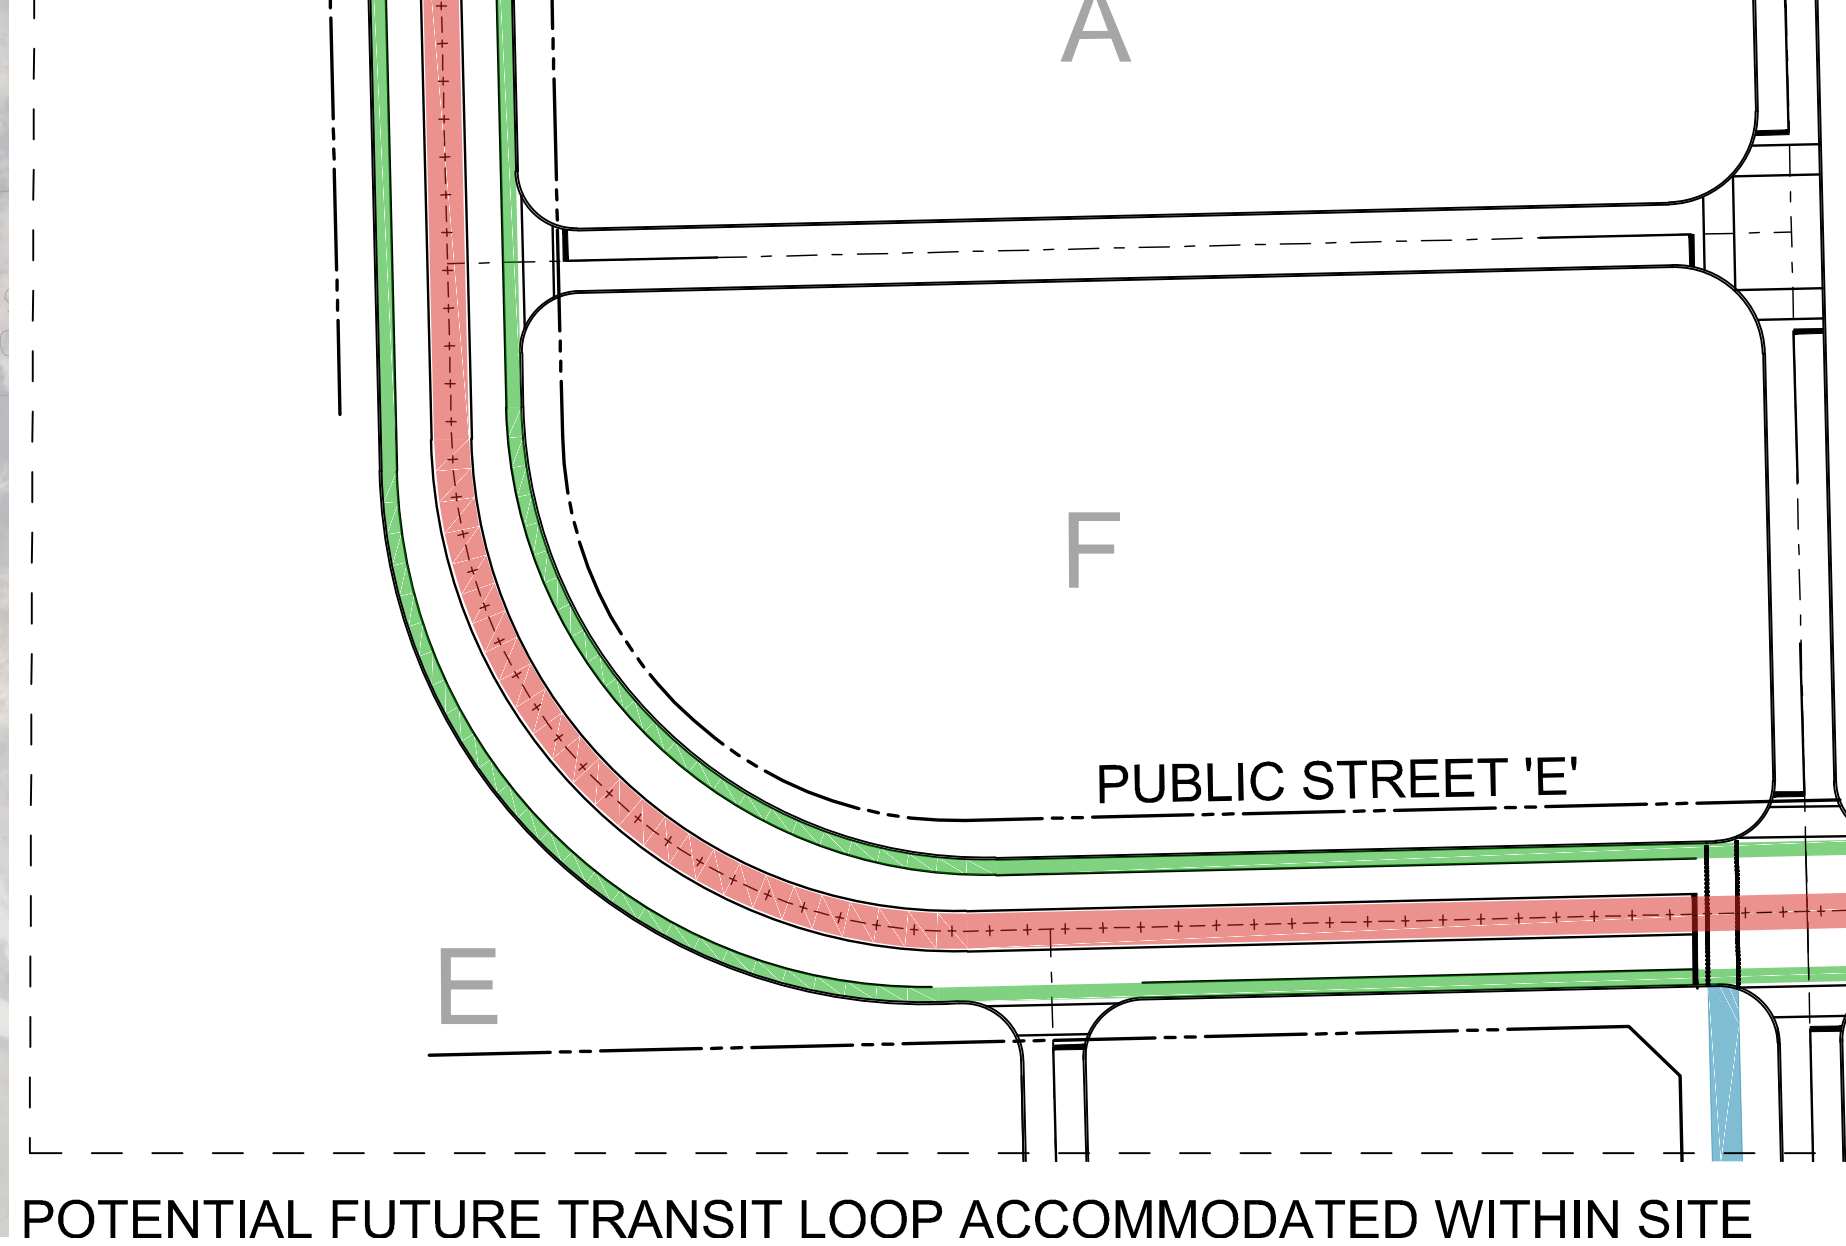 A
F
PUBLIC STREET 'E'
E
POTENTIAL FUTURE TRANSIT LOOP ACCOMMODATED WITHIN SITE